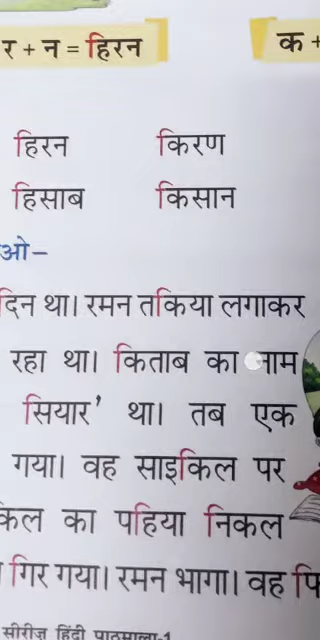 र + न = हिरन क +
हिरन किरण
हिसाब किसान
ओ–
दिन था। रमन तकिया लगाकर
रहा था। किताब का नाम
सियार' था। तब एक
गया। वह साइकिल पर
का पहिया निकल
गिर गया। रमन भागा। वह
सीरीज़ हिंदी पाठमाला-1